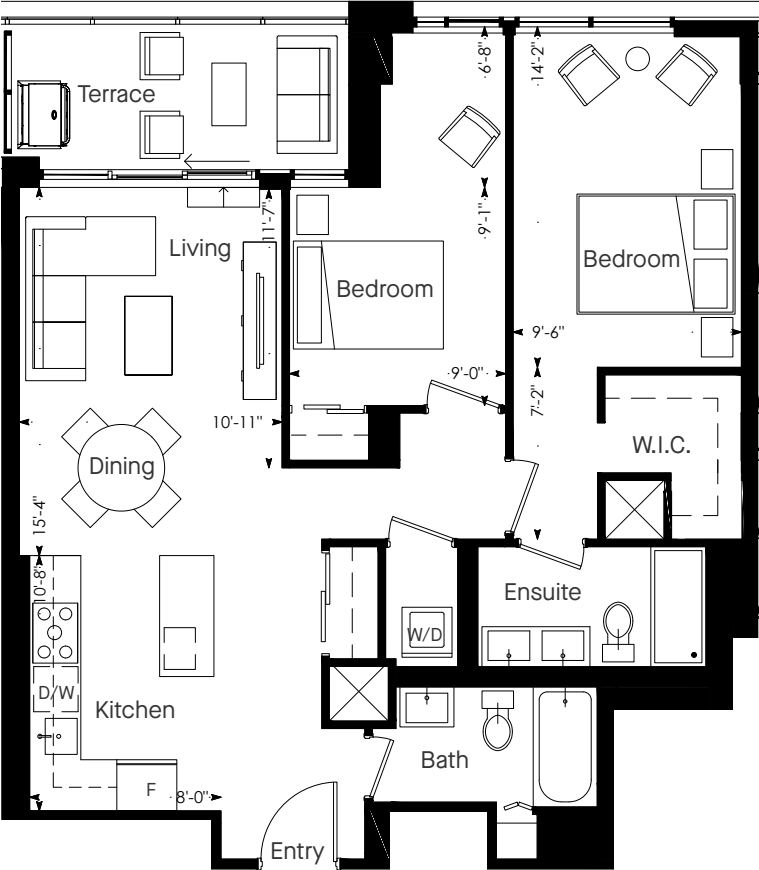 6'-8"
14'-2"
Terrace
11'-7"
9'-1"
Living
Bedroom
Bedroom
9'-6"
9'-0"
7'-2"
10'-11"
W.I.C.
Dining
15'-4"
10'-8"
Ensuite
W/D
D/W
Kitchen
Bath
F
8'-0"
Entry